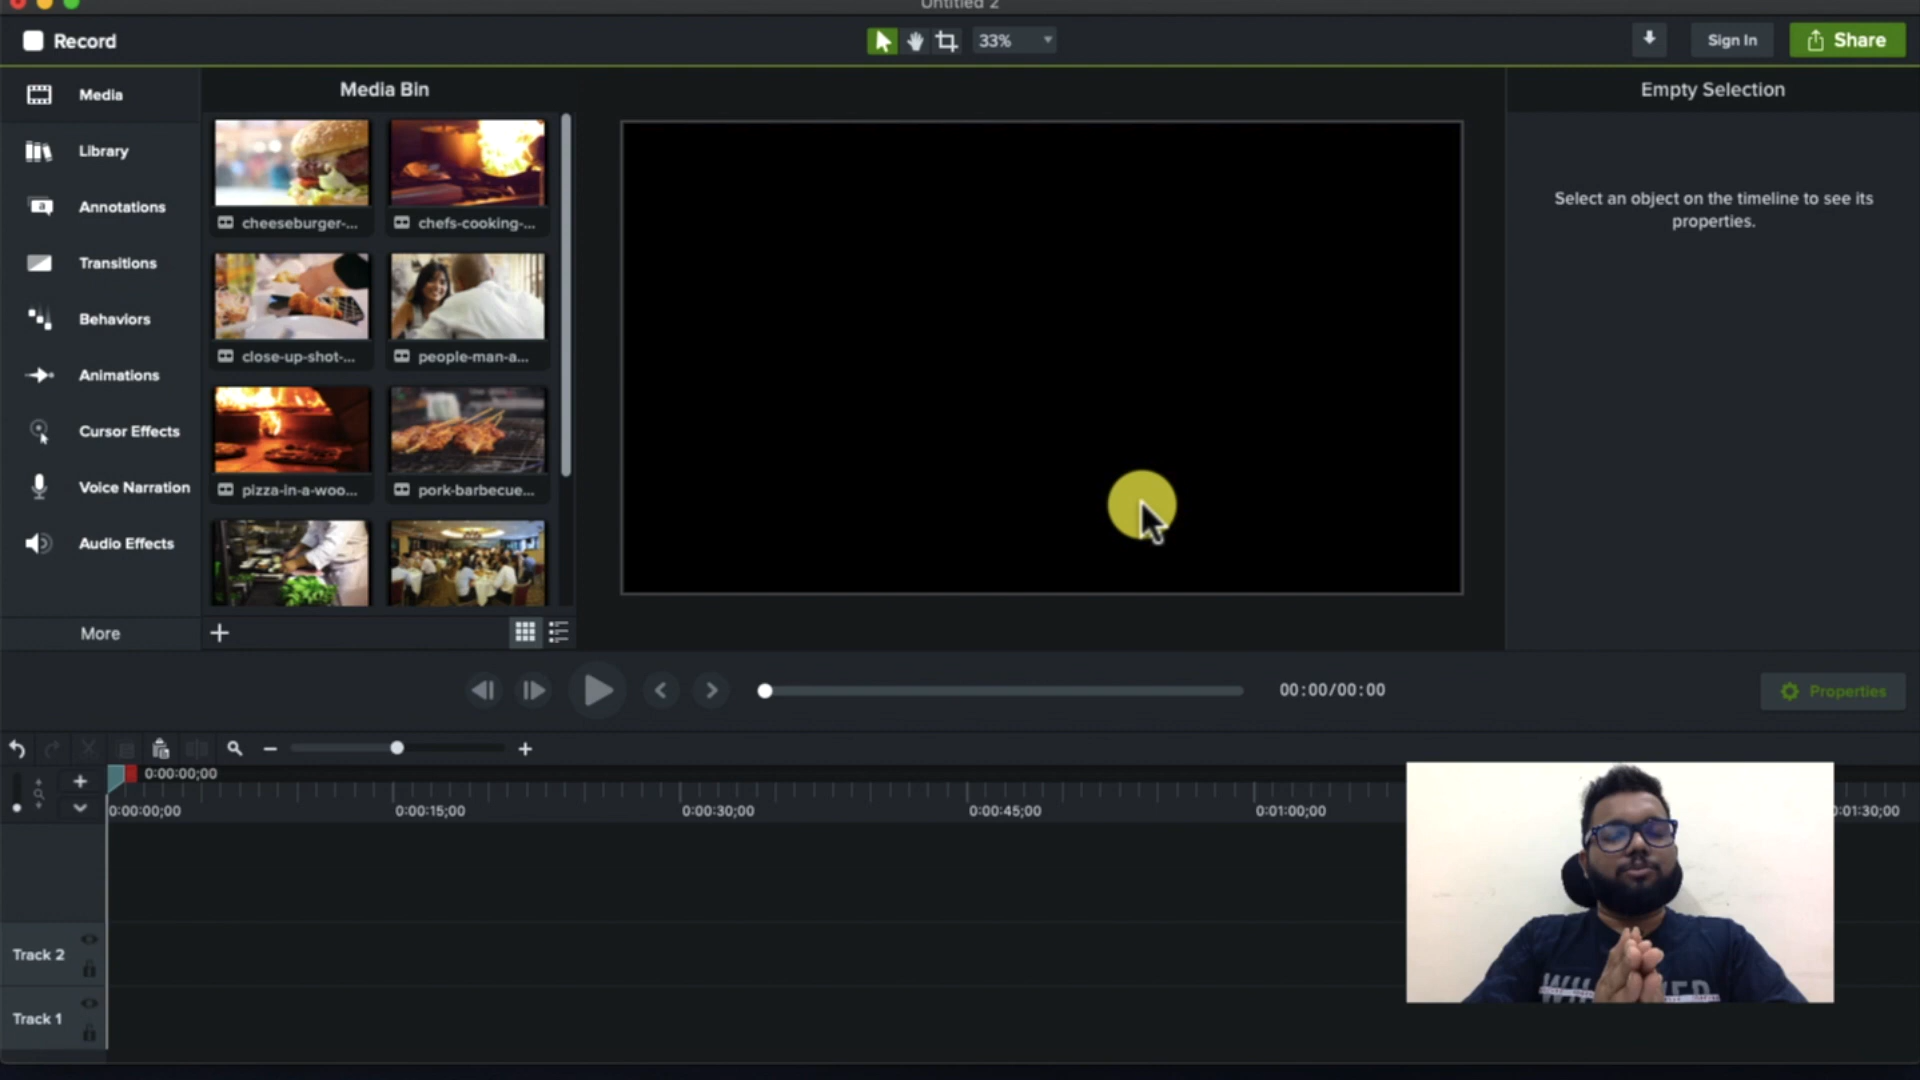 Untitled 2
Record
33%
Sign In
Share
Media
Media Bin
Empty Selection
Library
Select an object on the timeline to see its
properties.
Annotations
cheeseburger-...
chefs-cooking-...
Transitions
Behaviors
close-up-shot-...
people-man-a...
Animations
Cursor Effects
Voice Narration
pizza-in-a-woo...
pork-barbecue...
Audio Effects
More
00:00/00:00
Properties
0:00:00;00
0:00:00;00
0:00:15;00
0:00:30;00
0:00:45;00
0:01:00;00
0:01:30;00
Track 2
Track 1